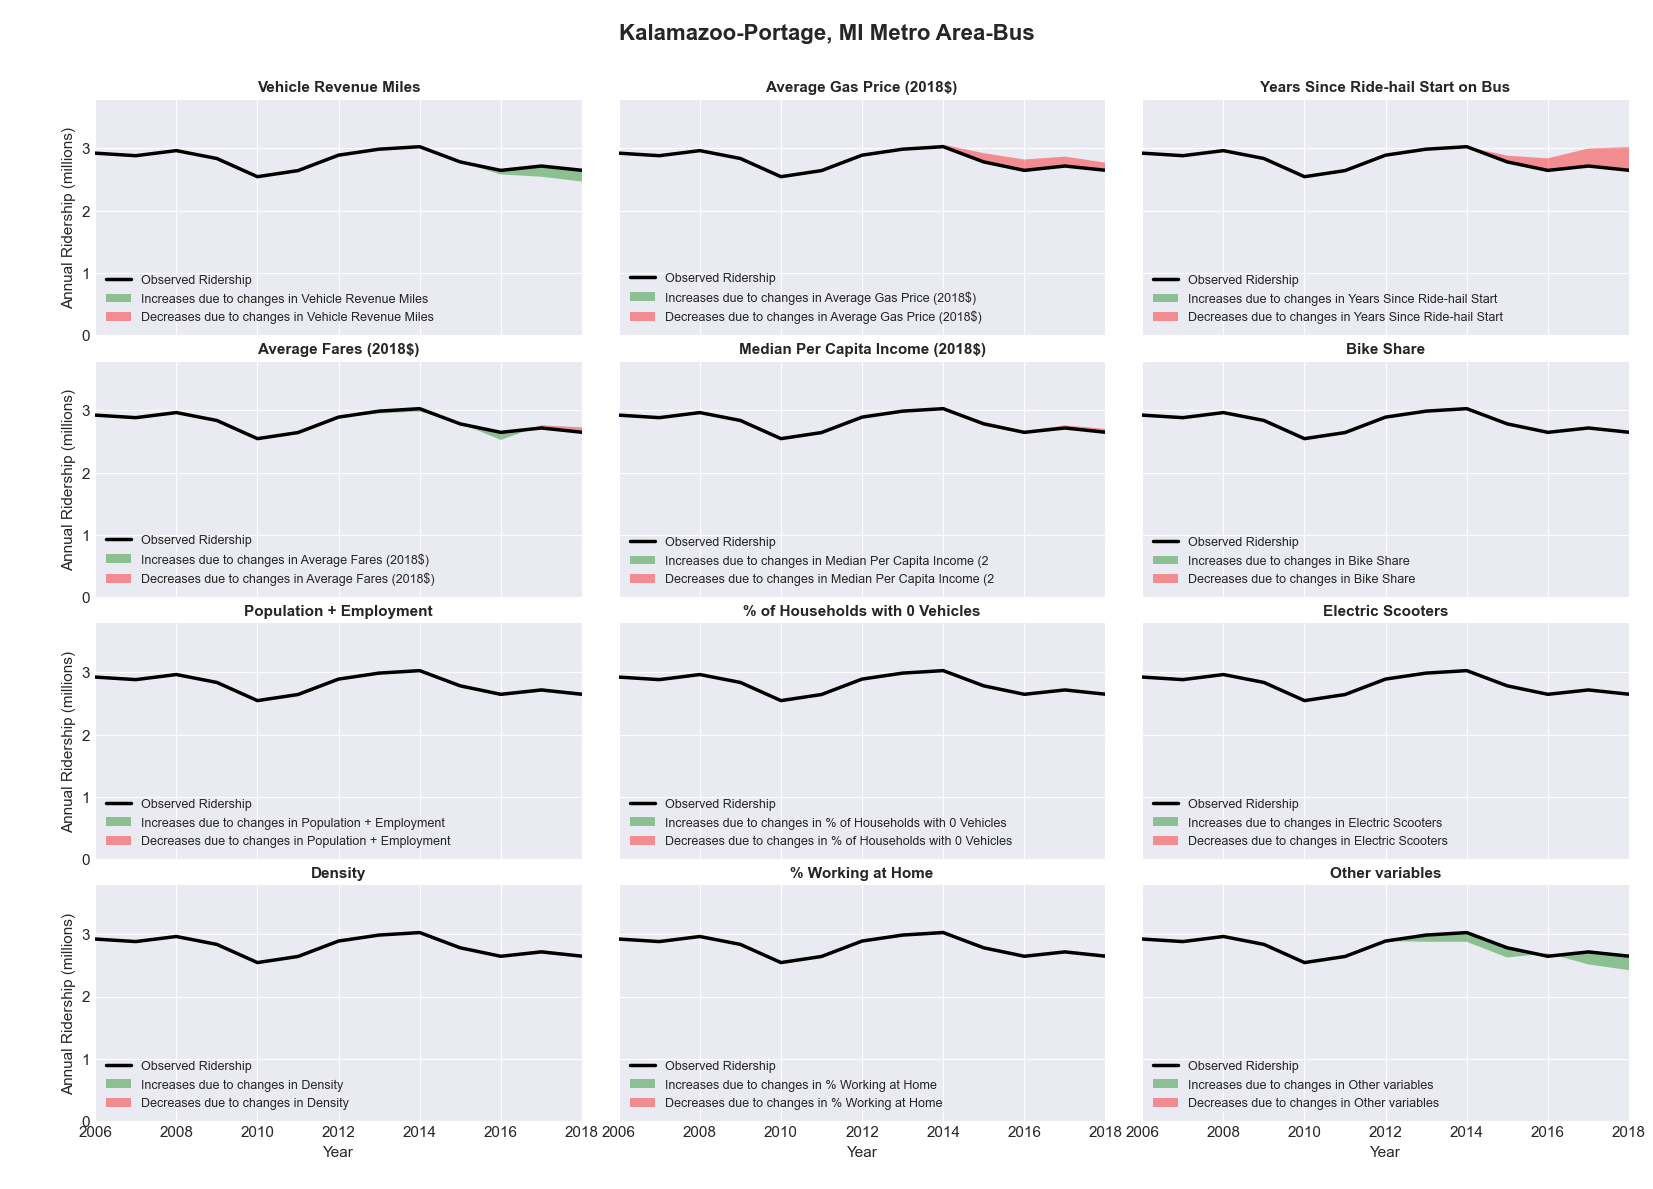 Kalamazoo-Portage, MI Metro Area-Bus
Vehicle Revenue Miles
Annual Ridership (millions)
3
2
1
0
Observed Ridership
Increases due to changes in Vehicle Revenue Miles
Decreases due to changes in Vehicle Revenue Miles
Average Gas Price (2018$)
Observed Ridership
Increases due to changes in Average Gas Price (2018$)
Decreases due to changes in Average Gas Price (2018$)
Years Since Ride-hail Start on Bus
Observed Ridership
Increases due to changes in Years Since Ride-hail Start
Decreases due to changes in Years Since Ride-hail Start
Average Fares (2018$)
Annual Ridership (millions)
3
2
1
0
Observed Ridership
Increases due to changes in Average Fares (2018$)
Decreases due to changes in Average Fares (2018$)
Median Per Capita Income (2018$)
Observed Ridership
Increases due to changes in Median Per Capita Income (2
Decreases due to changes in Median Per Capita Income (2
Bike Share
Observed Ridership
Increases due to changes in Bike Share
Decreases due to changes in Bike Share
Population + Employment
Annual Ridership (millions)
3
2
1
0
Observed Ridership
Increases due to changes in Population + Employment
Decreases due to changes in Population + Employment
% of Households with 0 Vehicles
Observed Ridership
Increases due to changes in % of Households with 0 Vehicles
Decreases due to changes in % of Households with 0 Vehicles
Electric Scooters
Observed Ridership
Increases due to changes in Electric Scooters
Decreases due to changes in Electric Scooters
Density
Annual Ridership (millions)
3
2
1
0
Observed Ridership
Increases due to changes in Density
Decreases due to changes in Density
2006 2008 2010 2012 2014 2016 2018
Year
% Working at Home
Observed Ridership
Increases due to changes in % Working at Home
Decreases due to changes in % Working at Home
2006 2008 2010 2012 2014 2016 2018
Year
Other variables
Observed Ridership
Increases due to changes in Other variables
Decreases due to changes in Other variables
2006 2008 2010 2012 2014 2016 2018
Year